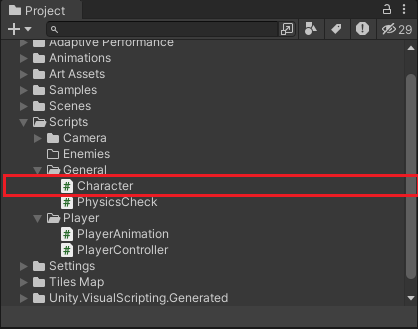 Project
29
Adaptive Performance
Animations
Art Assets
Samples
Scenes
Scripts
Camera
Enemies
General
# Character
# PhysicsCheck
Player
# PlayerAnimation
# PlayerController
Settings
Tiles Map
Unity.VisualScripting.Generated